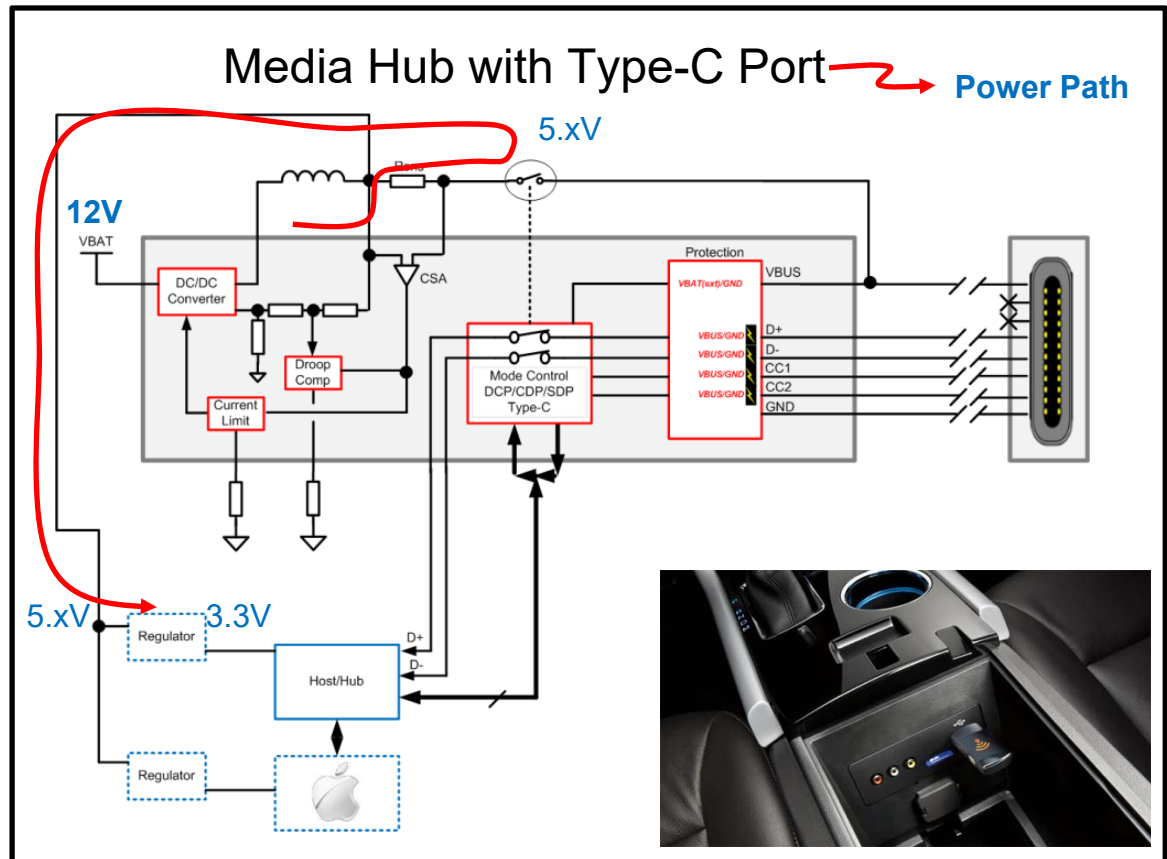 Media Hub with Type-C Port
Power Path
5.xV
12V
VBAT
DC/DC
Converter
CSA
Droop
Comp
Current
Limit
Mode Control
DCP/CDP/SDP
Type-C
Protection
VBAT(ext)/GND
VBUS/GND
VBUS/GND
VBUS/GND
VBUS/GND
VBUS
D+
D-
CC1
CC2
GND
5.xV
3.3V
Regulator
D+
D-
Host/Hub
Regulator